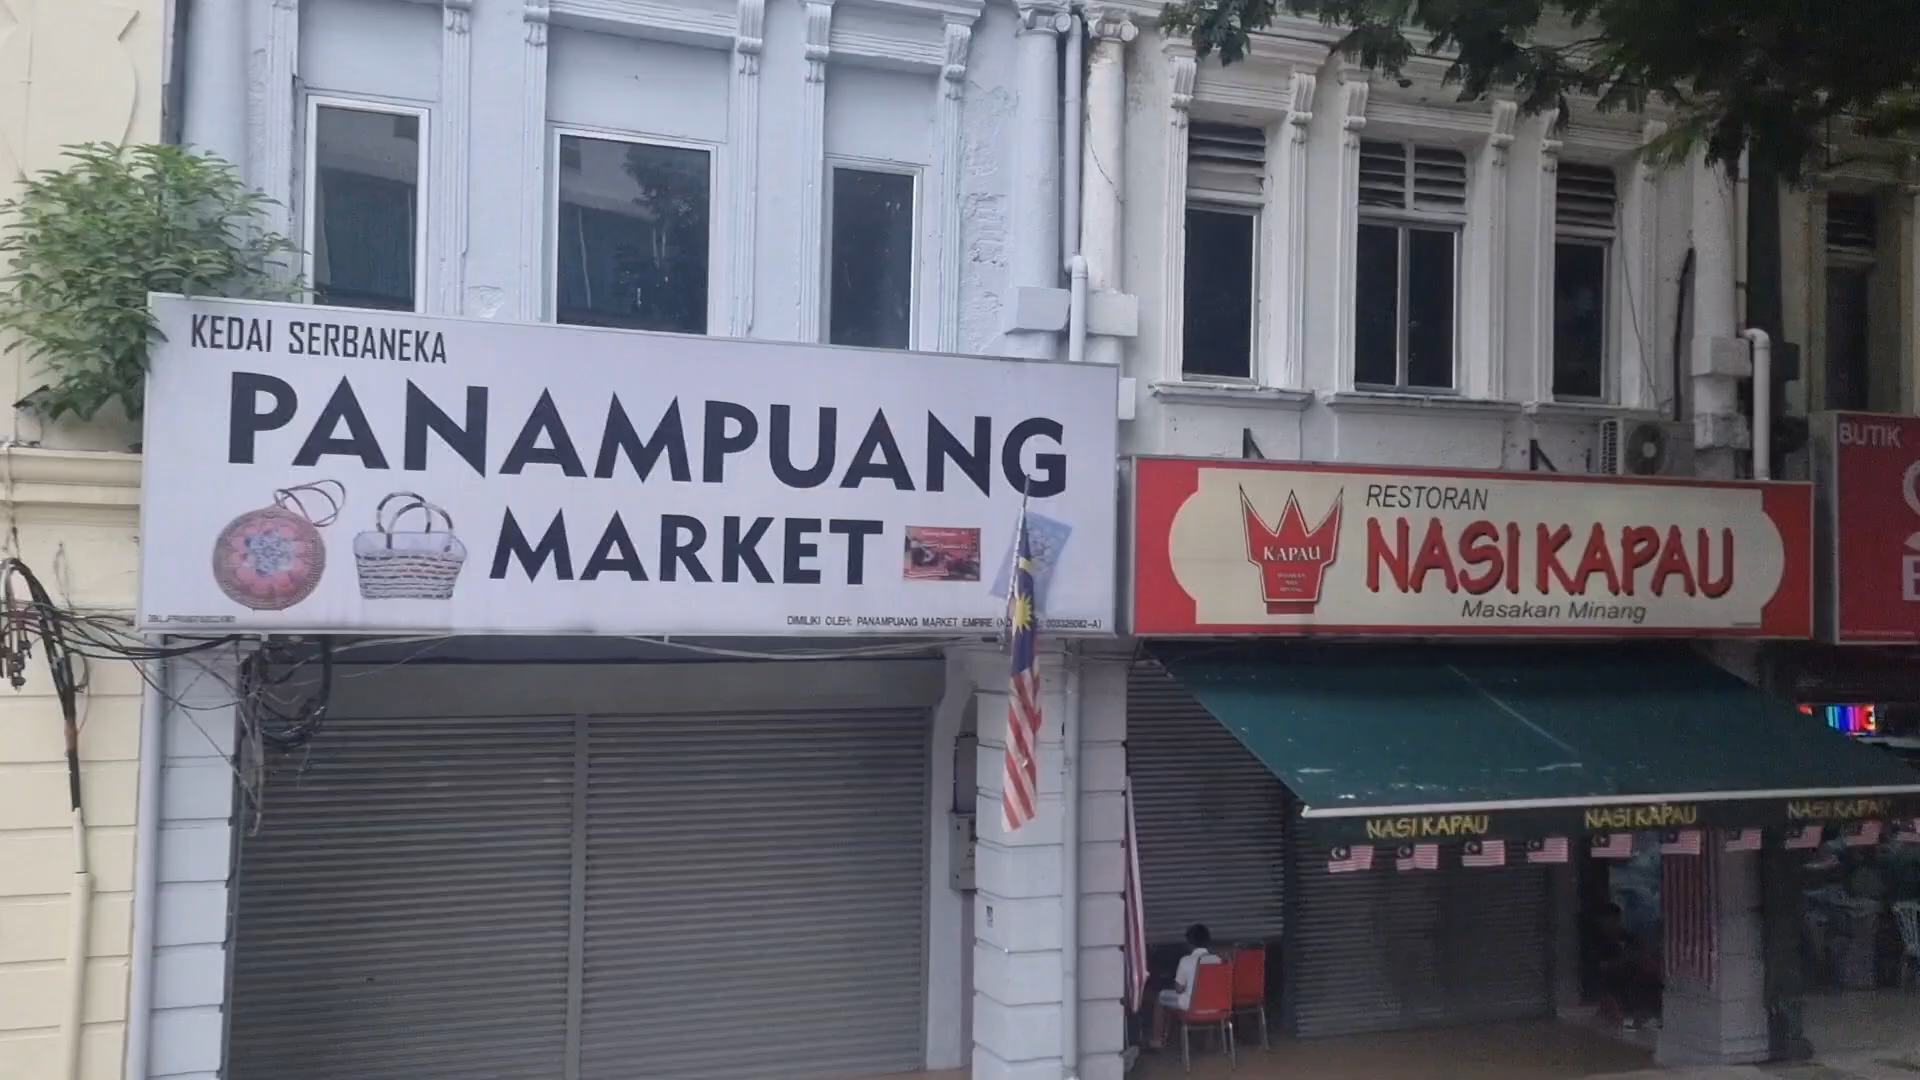 KEDAI SERBANEKA
PANAMPUANG
MARKET
DIMILIKI OLEH: PANAMPUANG MARKET EMPIRE
RESTORAN
NASI KAPAU
Masakan Minang
KAPAU
BUTIK
NASI KAPAU
NASI KAPAU
NASI KAPAU